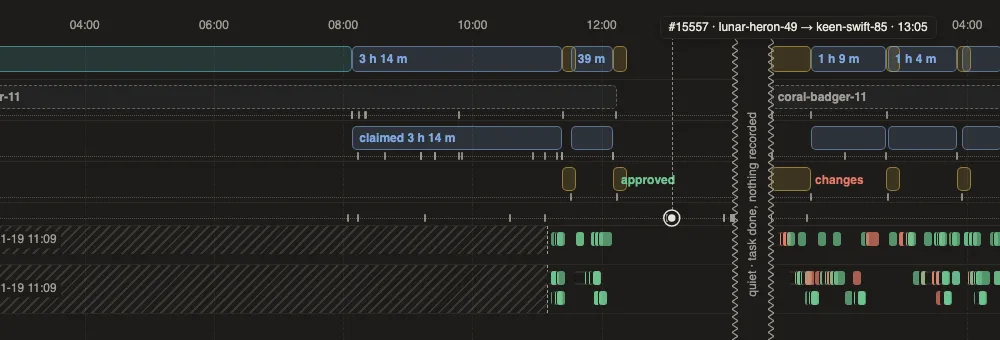 04:00 06:00 08:00 10:00 12:00 04:00
#15557 · lunar-heron-49 → keen-swift-85 · 13:05
3 h 14 m 39 m 1 h 9 m 1 h 4 m
r-11 coral-badger-11
claimed 3 h 14 m
approved changes
quiet · task done, nothing recorded
1-19 11:09
1-19 11:09